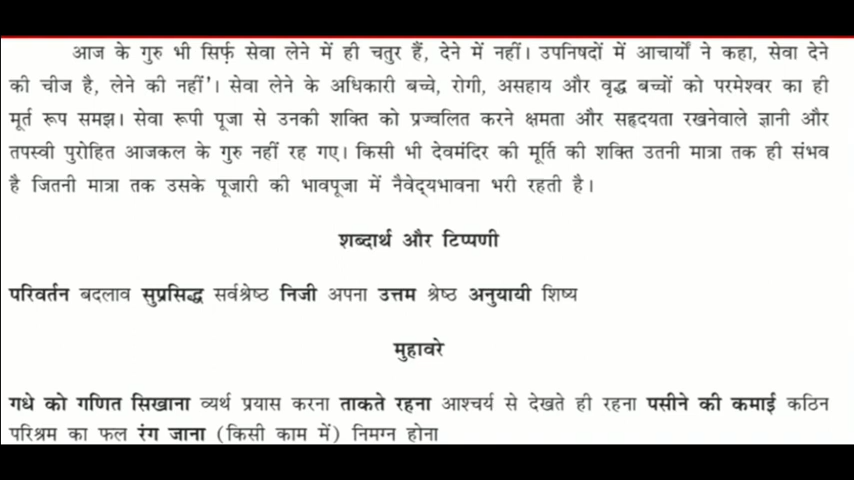 आज के गुरु भी सिर्फ़ सेवा लेने में ही चतुर हैं, देने में नहीं। उपनिषदों में आचार्यों ने कहा, सेवा देने
की चीज है, लेने की नहीं'। सेवा लेने के अधिकारी बच्चे, रोगी, असहाय और वृद्ध बच्चों को परमेश्वर का ही
मूर्त रूप समझ। सेवा रूपी पूजा से उनकी शक्ति को प्रज्वलित करने क्षमता और सहृदयता रखनेवाले ज्ञानी और
तपस्वी पुरोहित आजकल के गुरु नहीं रह गए। किसी भी देवमंदिर की मूर्ति की शक्ति उतनी मात्रा तक ही संभव
है जितनी मात्रा तक उसके पूजारी की भावपूजा में नैवेद्यभावना भरी रहती है।
शब्दार्थ और टिप्पणी
परिवर्तन बदलाव सुप्रसिद्ध सर्वश्रेष्ठ निजी अपना उत्तम श्रेष्ठ अनुयायी शिष्य
मुहावरे
गधे को गणित सिखाना व्यर्थ प्रयास करना ताकते रहना आश्चर्य से देखते ही रहना पसीने की कमाई कठिन
परिश्रम का फल रंग जाना (किसी काम में) निमग्न होना